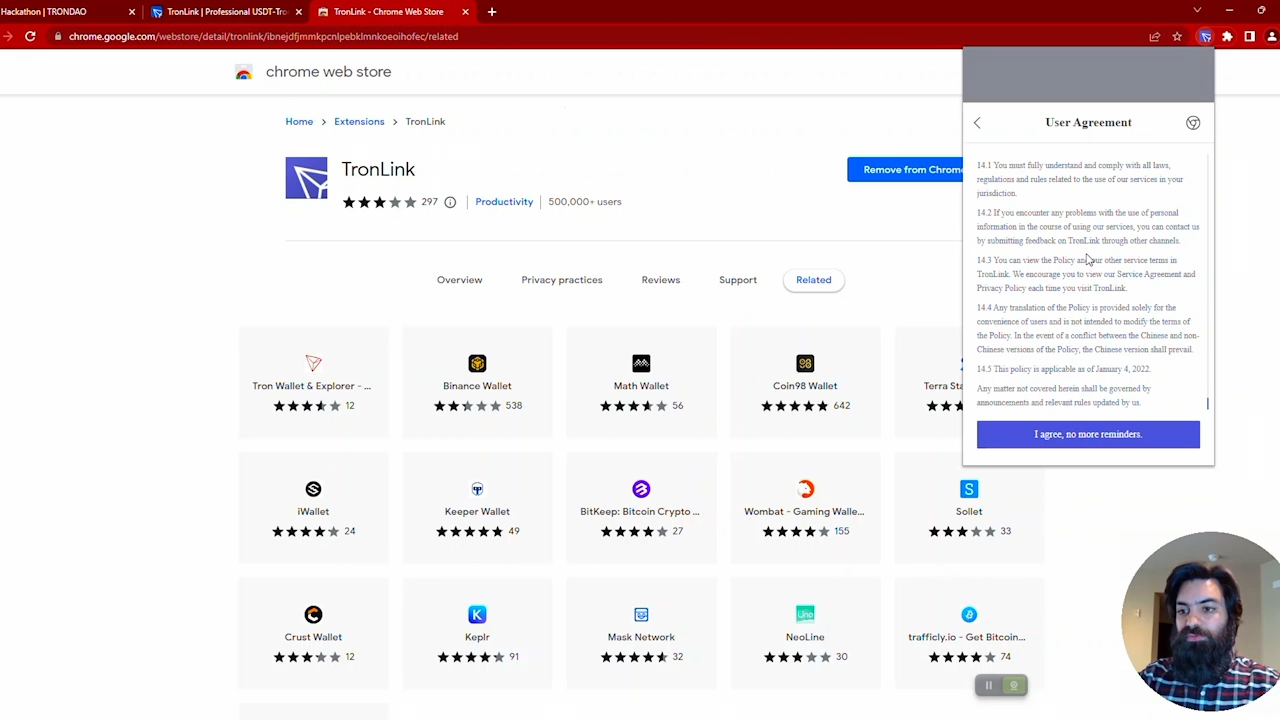 Hackathon | TRONDAO
TronLink | Professional USDT-Tro
TronLink - Chrome Web Store
chrome.google.com/webstore/detail/tronlink/ibnejdfjmmkpcnlpebklmnkoeoihofec/related
chrome web store
Home > Extensions > TronLink
TronLink
297 | Productivity | 500,000+ users
Remove from Chrome
Overview
Privacy practices
Reviews
Support
Related
Tron Wallet & Explorer - ...
12
Binance Wallet
538
Math Wallet
56
Coin98 Wallet
642
Terra Sta
iWallet
24
Keeper Wallet
49
BitKeep: Bitcoin Crypto ...
27
Wombat - Gaming Walle...
155
S
Sollet
33
Crust Wallet
12
K
Keplr
91
Mask Network
32
Uno
NeoLine
30
trafficly.io - Get Bitcoin...
74
User Agreement
14.1 You must fully understand and comply with all laws,
regulations and rules related to the use of our services in your
jurisdiction.
14.2 If you encounter any problems with the use of personal
information in the course of using our services, you can contact us
by submitting feedback on TronLink through other channels.
14.3 You can view the Policy and our other service terms in
TronLink. We encourage you to view our Service Agreement and
Privacy Policy each time you visit TronLink.
14.4 Any translation of the Policy is provided solely for the
convenience of users and is not intended to modify the terms of
the Policy. In the event of a conflict between the Chinese and non-
Chinese versions of the Policy, the Chinese version shall prevail.
14.5 This policy is applicable as of January 4, 2022.
Any matter not covered herein shall be governed by
announcements and relevant rules updated by us.
I agree, no more reminders.